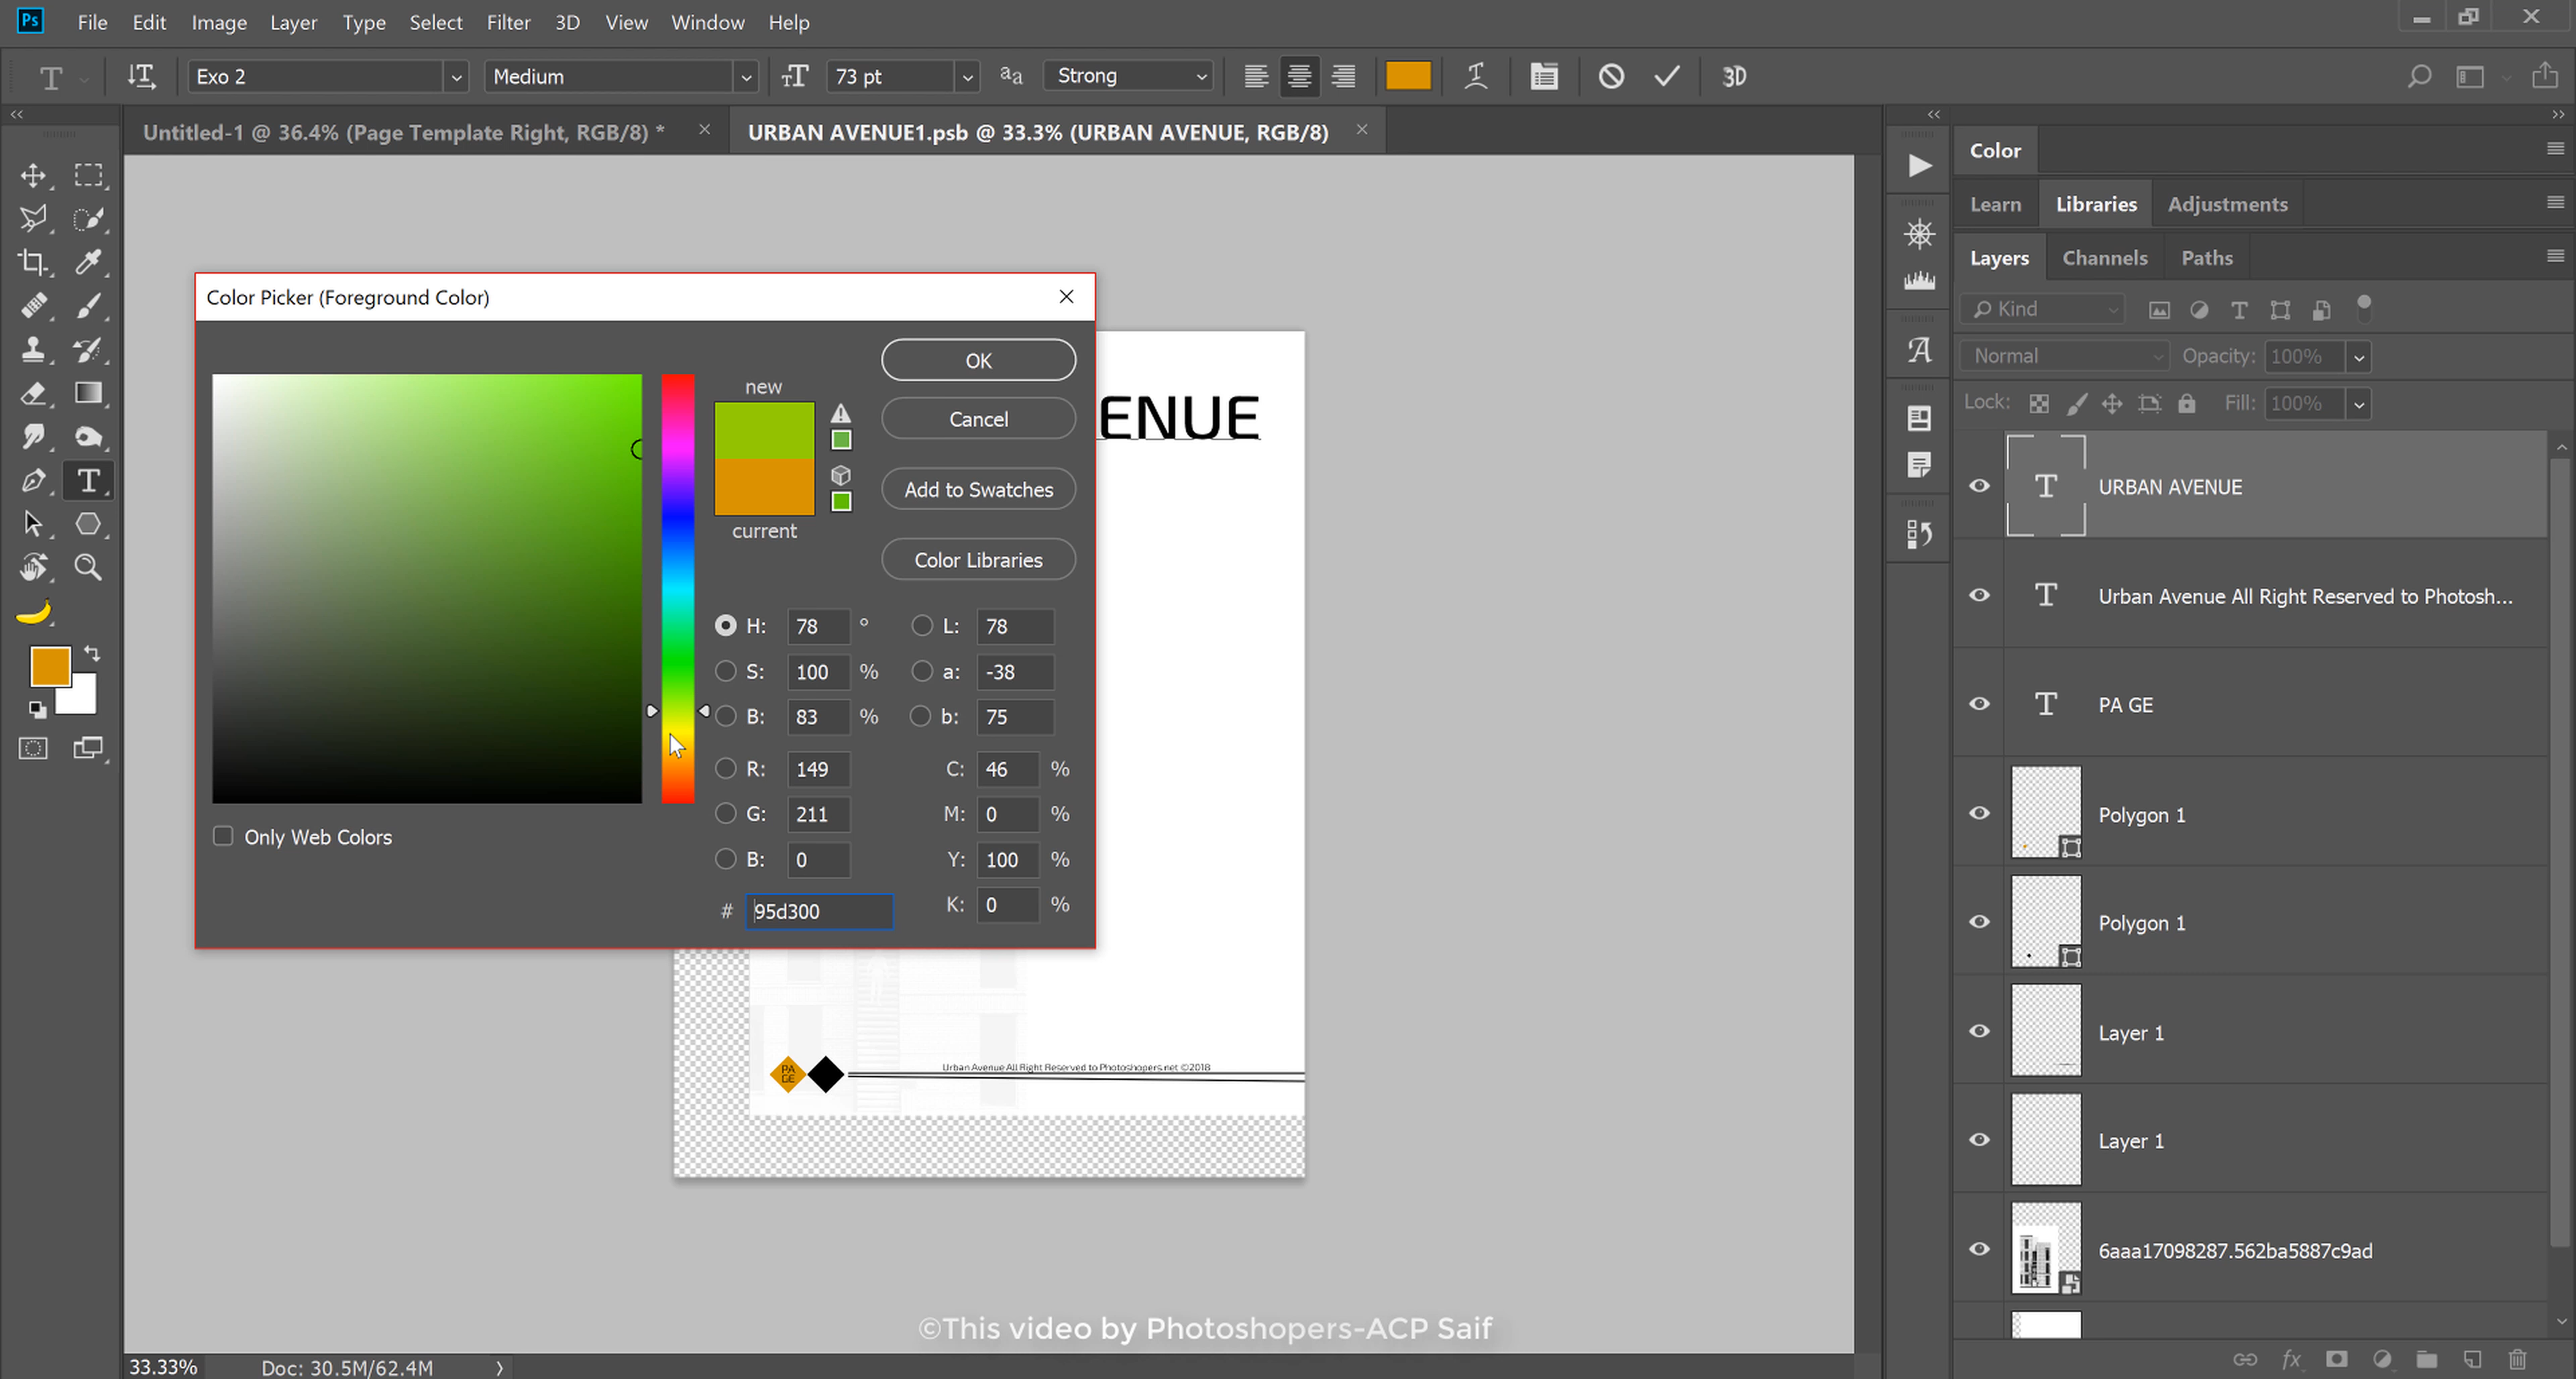 Ps File Edit Image Layer Type Select Filter 3D View Window Help
Exo 2 Medium 73 pt Strong 3D
Untitled-1 @ 36.4% (Page Template Right, RGB/8) * × URBAN AVENUE1.psb @ 33.3% (URBAN AVENUE, RGB/8) ×
Color
Learn Libraries Adjustments
Layers Channels Paths
Kind
Normal Opacity: 100%
Lock: Fill: 100%
URBAN AVENUE
Urban Avenue All Right Reserved to Photosh...
PA GE
Polygon 1
Polygon 1
Layer 1
Layer 1
6aaa17098287.562ba5887c9ad
fx
Color Picker (Foreground Color)
new
current
OK
Cancel
Add to Swatches
Color Libraries
H: 78 ° L: 78
S: 100 % a: -38
B: 83 % b: 75
R: 149 C: 46 %
G: 211 M: 0 %
B: 0 Y: 100 %
# 95d300 K: 0 %
Only Web Colors
ENUE
PA
GE
Urban Avenue All Right Reserved to Photoshopers.net ©2018
©This video by Photoshopers-ACP Saif
33.33% Doc: 30.5M/62.4M